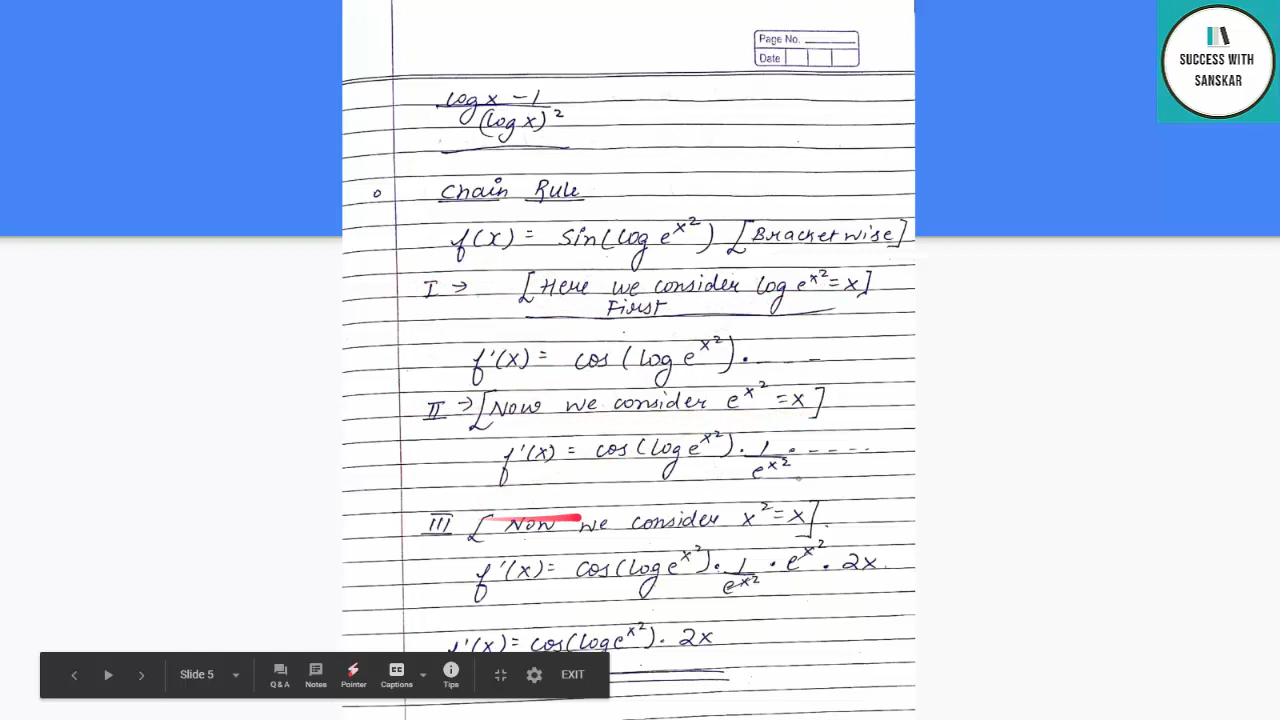 Page No.
Date
SUCCESS WITH
SANSKAR
log x - 1
(log x)²
Chain Rule
f(x) = sin(log e^x²) [Bracketwise]
I → [Here we consider log e^x² = x]
First
f'(x) = cos (log e^x²) · - - -
II → [Now we consider e^x² = x]
f'(x) = cos(log e^x²) · 1/e^x² · - - - -
III [Now we consider x² = x].
f'(x) = cos(log e^x²) · 1/e^x² · e^x² · 2x
f'(x) = cos(log e^x²) · 2x
Slide 5
Q & A
Notes
Pointer
Captions
Tips
EXIT